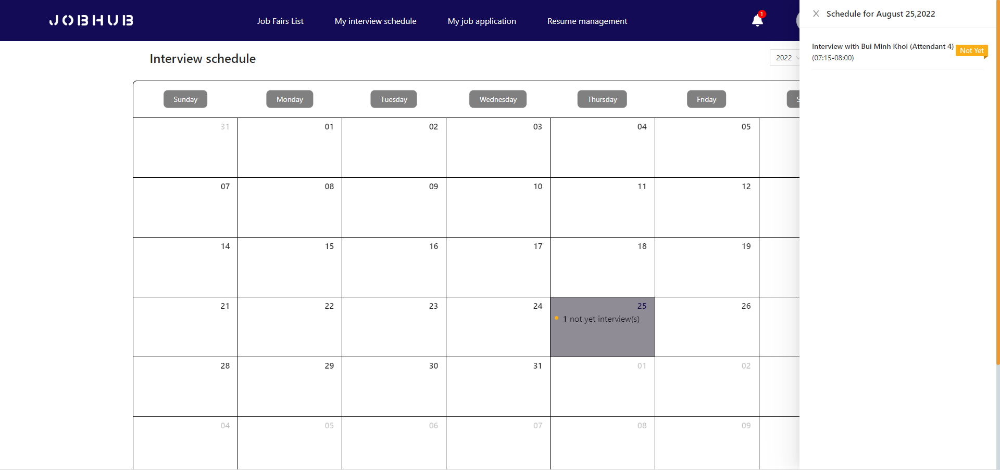 JOBHUB
Job Fairs List
My interview schedule
My job application
Resume management
1
Schedule for August 25,2022
Interview with Bui Minh Khoi (Attendant 4)
(07:15-08:00)
Not Yet
Interview schedule
2022
Sunday Monday Tuesday Wednesday Thursday Friday S
31 01 02 03 04 05
07 08 09 10 11 12
14 15 16 17 18 19
21 22 23 24 25 26
1 not yet interview(s)
28 29 30 31 01 02
04 05 06 07 08 09